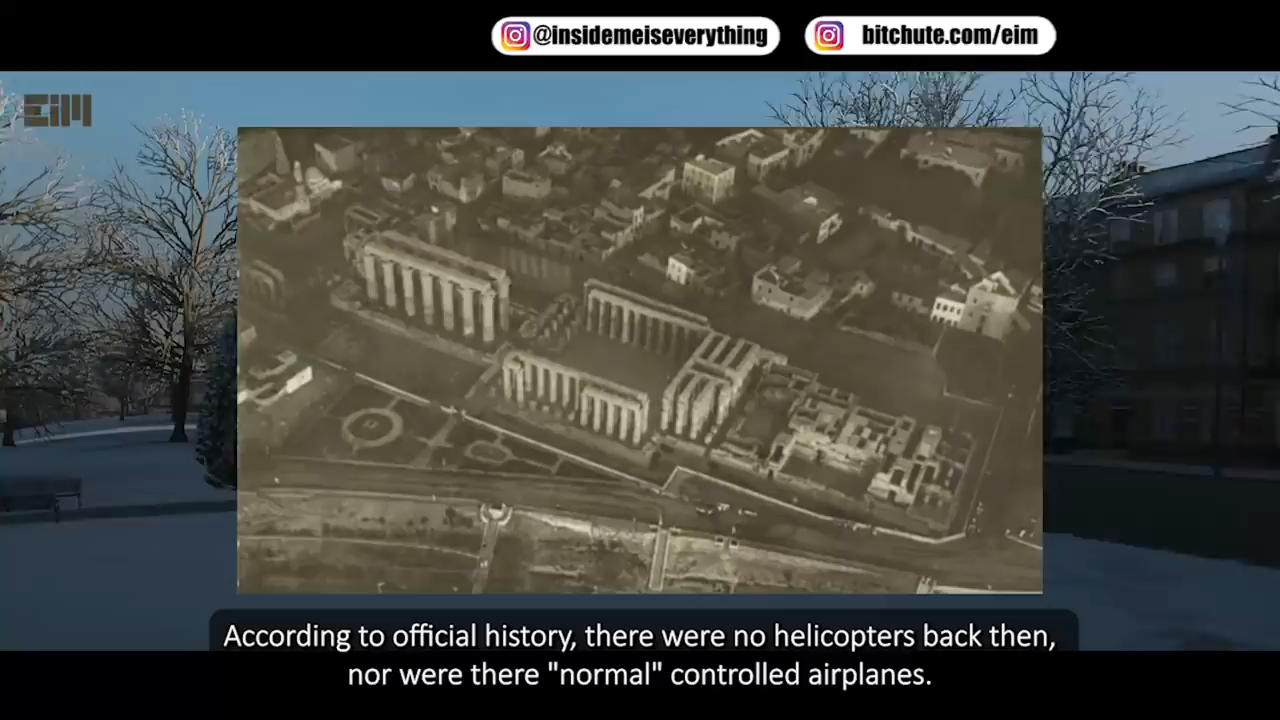 @insidemeiseverything
bitchute.com/eim
EIM
According to official history, there were no helicopters back then,
nor were there "normal" controlled airplanes.